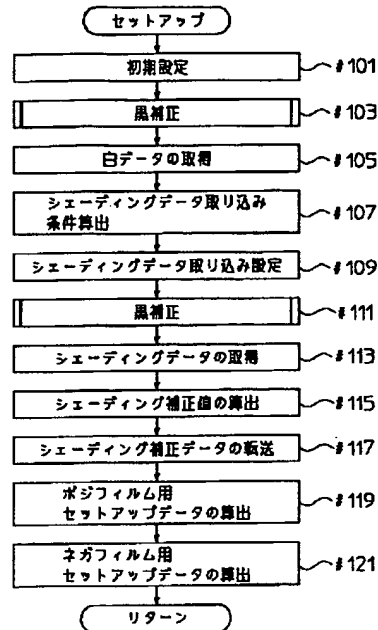 セットアップ
初期設定
#101
黒補正
#103
白データの取得
#105
シェーディングデータ取り込み
条件算出
#107
シェーディングデータ取り込み設定
#109
黒補正
#111
シェーディングデータの取得
#113
シェーディング補正値の算出
#115
シェーディング補正データの転送
#117
ポジフィルム用
セットアップデータの算出
#119
ネガフィルム用
セットアップデータの算出
#121
リターン